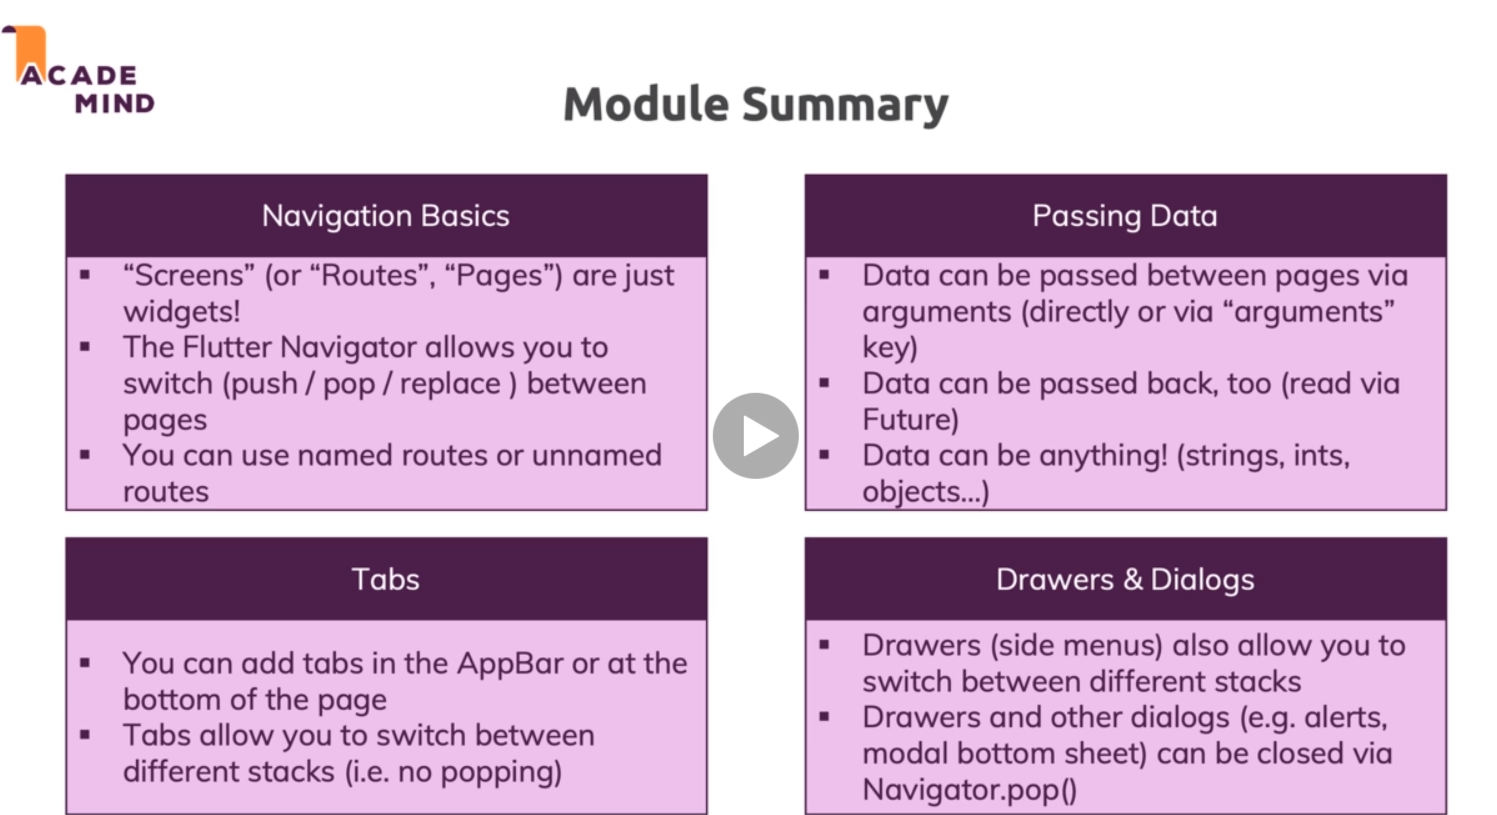 ACADE
MIND
Module Summary
Navigation Basics
▪ “Screens” (or “Routes”, “Pages”) are just
widgets!
▪ The Flutter Navigator allows you to
switch (push / pop / replace ) between
pages
▪ You can use named routes or unnamed
routes
Passing Data
▪ Data can be passed between pages via
arguments (directly or via “arguments”
key)
▪ Data can be passed back, too (read via
Future)
▪ Data can be anything! (strings, ints,
objects...)
Tabs
▪ You can add tabs in the AppBar or at the
bottom of the page
▪ Tabs allow you to switch between
different stacks (i.e. no popping)
Drawers & Dialogs
▪ Drawers (side menus) also allow you to
switch between different stacks
▪ Drawers and other dialogs (e.g. alerts,
modal bottom sheet) can be closed via
Navigator.pop()